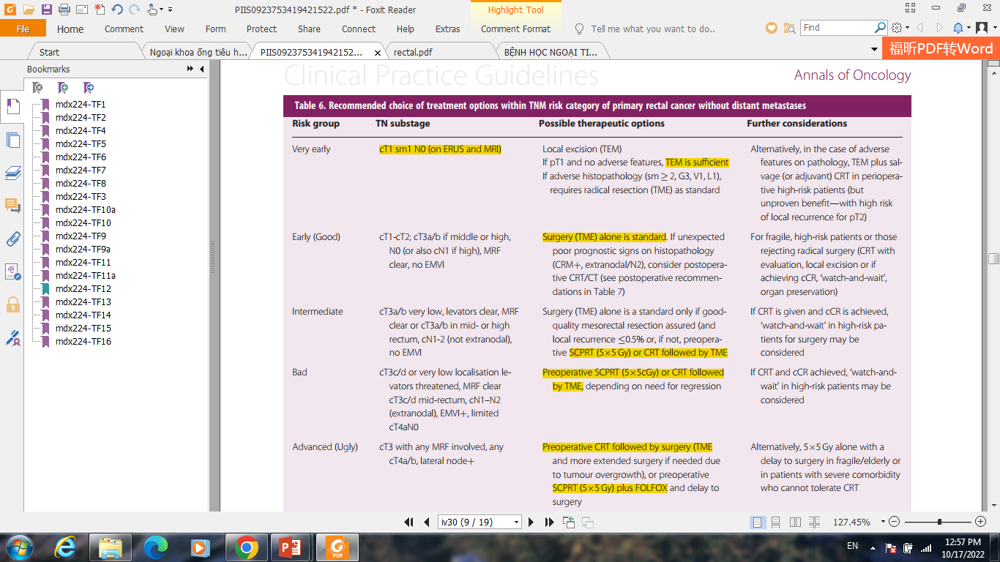 PIIS0923753419421522.pdf * - Foxit Reader
Highlight Tool
File
Home
Comment
View
Form
Protect
Share
Connect
Help
Extras
Comment Format
Tell me what you want to do..
Find
Start
Ngoại khoa ống tiêu h...
PIIS092375341942152...
rectal.pdf
BỆNH HỌC NGOẠI TI...
福昕PDF转Word
Bookmarks
mdx224-TF1
mdx224-TF2
mdx224-TF4
mdx224-TF5
mdx224-TF6
mdx224-TF7
mdx224-TF8
mdx224-TF3
mdx224-TF10a
mdx224-TF10
mdx224-TF9
mdx224-TF9a
mdx224-TF11
mdx224-TF11a
mdx224-TF12
mdx224-TF13
mdx224-TF14
mdx224-TF15
mdx224-TF16
Clinical Practice Guidelines
Annals of Oncology
Table 6. Recommended choice of treatment options within TNM risk category of primary rectal cancer without distant metastases
Risk group
TN substage
Possible therapeutic options
Further considerations
Very early
cT1 sm1 N0 (on ERUS and MRI)
Local excision (TEM)
If pT1 and no adverse features, TEM is sufficient
If adverse histopathology (sm ≥ 2, G3, V1, L1),
requires radical resection (TME) as standard
Alternatively, in the case of adverse
features on pathology, TEM plus sal-
vage (or adjuvant) CRT in periopera-
tive high-risk patients (but
unproven benefit—with high risk
of local recurrence for pT2)
Early (Good)
cT1-cT2; cT3a/b if middle or high,
N0 (or also cN1 if high), MRF
clear, no EMVI
Surgery (TME) alone is standard. If unexpected
poor prognostic signs on histopathology
(CRM+, extranodal/N2), consider postopera-
tive CRT/CT (see postoperative recommen-
dations in Table 7)
For fragile, high-risk patients or those
rejecting radical surgery (CRT with
evaluation, local excision or if
achieving cCR, 'watch-and-wait',
organ preservation)
Intermediate
cT3a/b very low, levators clear, MRF
clear or cT3a/b in mid- or high
rectum, cN1-2 (not extranodal),
no EMVI
Surgery (TME) alone is a standard only if good-
quality mesorectal resection assured (and
local recurrence ≤0.5% or, if not, preopera-
tive SCPRT (5×5 Gy) or CRT followed by TME
If CRT is given and cCR is achieved,
'watch-and-wait' in high-risk pa-
tients for surgery may be
considered
Bad
cT3c/d or very low localisation le-
vators threatened, MRF clear
cT3c/d mid-rectum, cN1–N2
(extranodal), EMVI+, limited
cT4aN0
Preoperative SCPRT (5×5cGy) or CRT followed
by TME, depending on need for regression
If CRT and cCR achieved, 'watch-and-
wait' in high-risk patients may be
considered
Advanced (Ugly)
cT3 with any MRF involved, any
cT4a/b, lateral node+
Preoperative CRT followed by surgery (TME
and more extended surgery if needed due
to tumour overgrowth), or preoperative
SCPRT (5×5 Gy) plus FOLFOX and delay to
surgery
Alternatively, 5×5 Gy alone with a
delay to surgery in fragile/elderly or
in patients with severe comorbidity
who cannot tolerate CRT
iv30 (9 / 19)
127.45%
EN
12:57 PM
10/17/2022